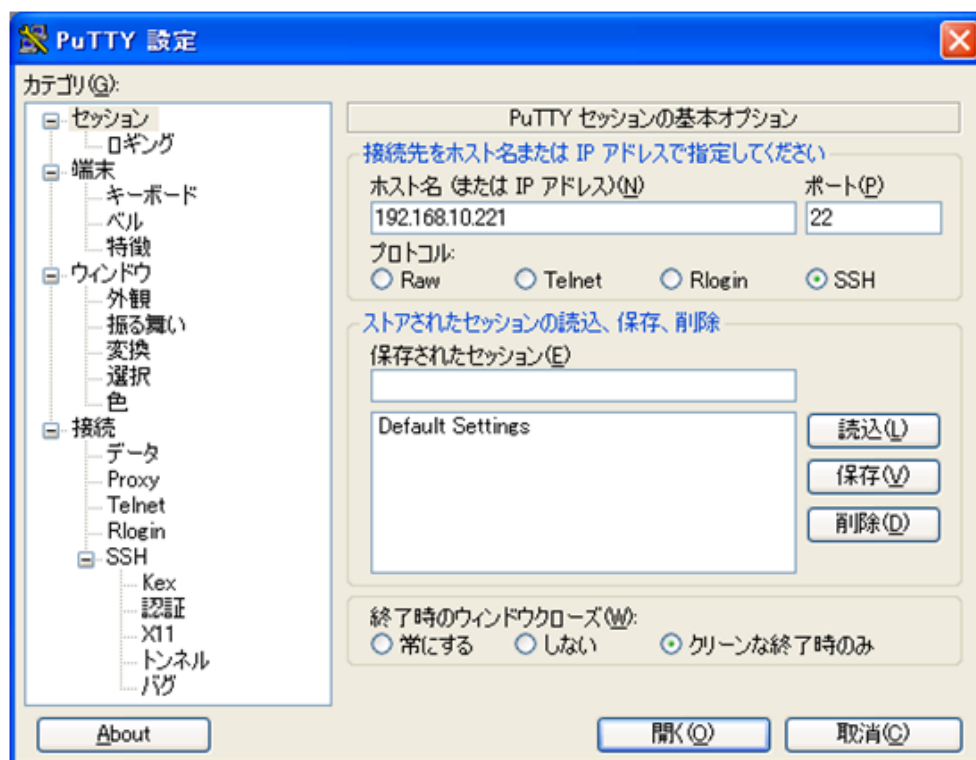 PuTTY 設定
カテゴリ(G):
セッション
ロギング
端末
キーボード
ベル
特徴
ウィンドウ
外観
振る舞い
変換
選択
色
接続
データ
Proxy
Telnet
Rlogin
SSH
Kex
認証
X11
トンネル
バグ
PuTTY セッションの基本オプション
接続先をホスト名または IP アドレスで指定してください
ホスト名 (または IP アドレス)(N) ポート(P)
192.168.10.221 22
プロトコル:
Raw Telnet Rlogin SSH
ストアされたセッションの読込、保存、削除
保存されたセッション(E)
Default Settings
読込(L)
保存(V)
削除(D)
終了時のウィンドウクローズ(W):
常にする しない クリーンな終了時のみ
About 開く(O) 取消(C)